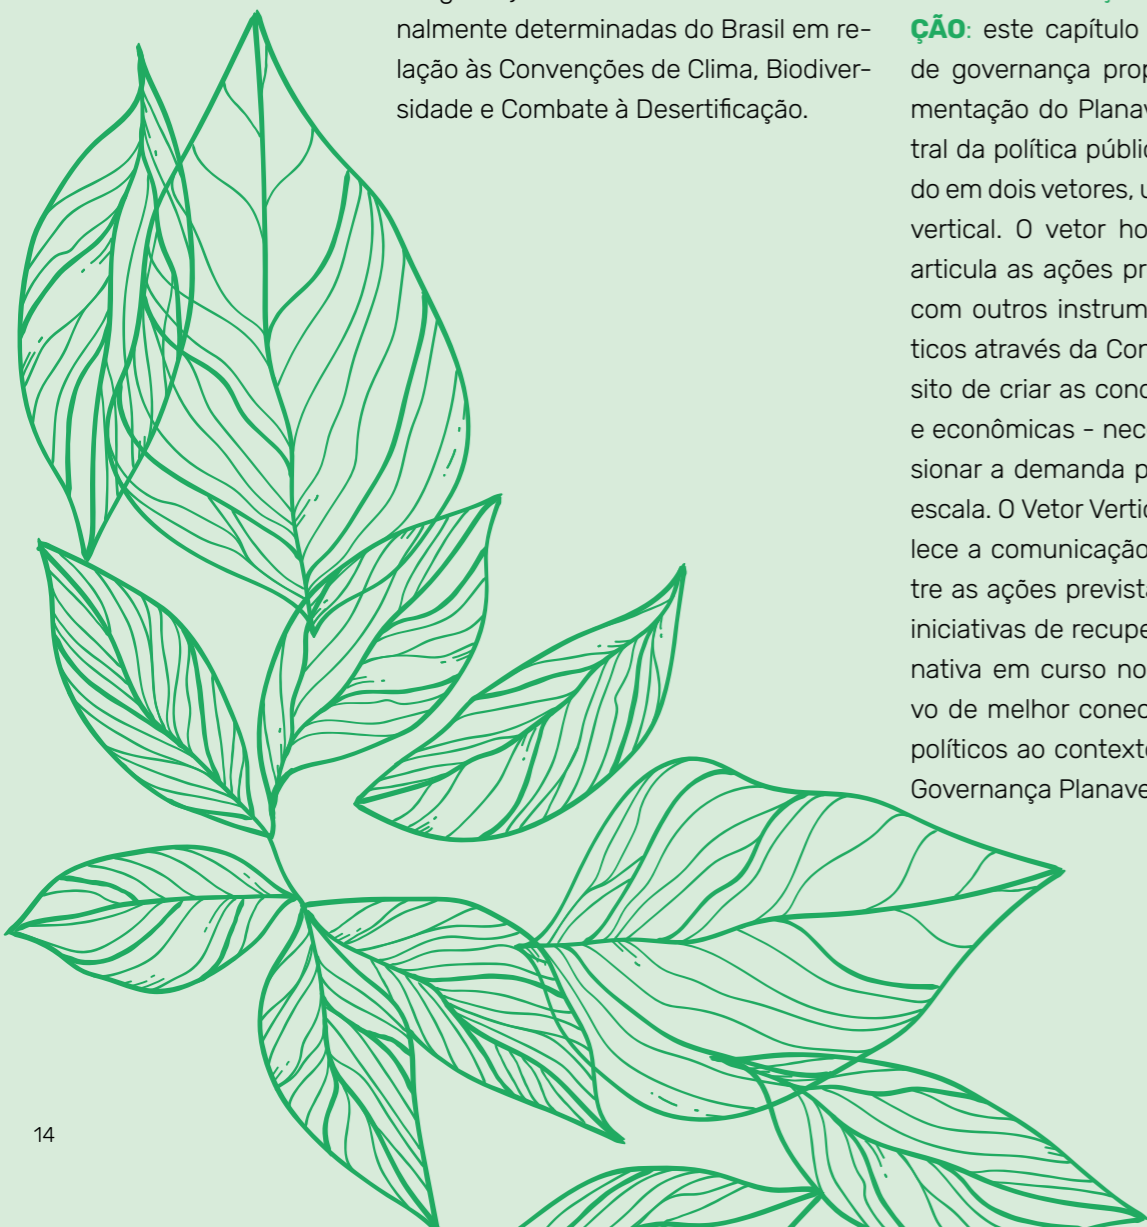 nalmente determinadas do Brasil em re-
lação às Convenções de Clima, Biodiver-
sidade e Combate à Desertificação.
ÇÃO: este capítulo
de governança prop
mentação do Planav
tral da política públic
do em dois vetores, u
vertical. O vetor ho
articula as ações pr
com outros instrum
ticos através da Con
sito de criar as cond
e econômicas - nec
sionar a demanda p
escala. O Vetor Vertic
lece a comunicação
tre as ações prevista
iniciativas de recupe
nativa em curso no
vo de melhor conec
políticos ao contexto
Governança Planave
14